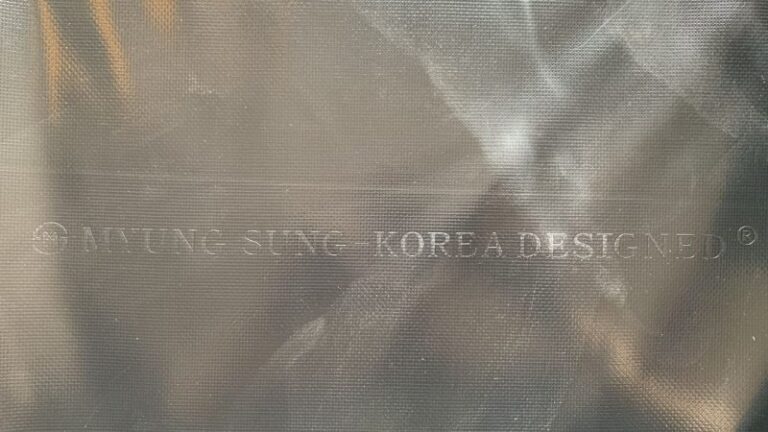 Ⓜ MYUNG SUNG-KOREA DESIGNED ®